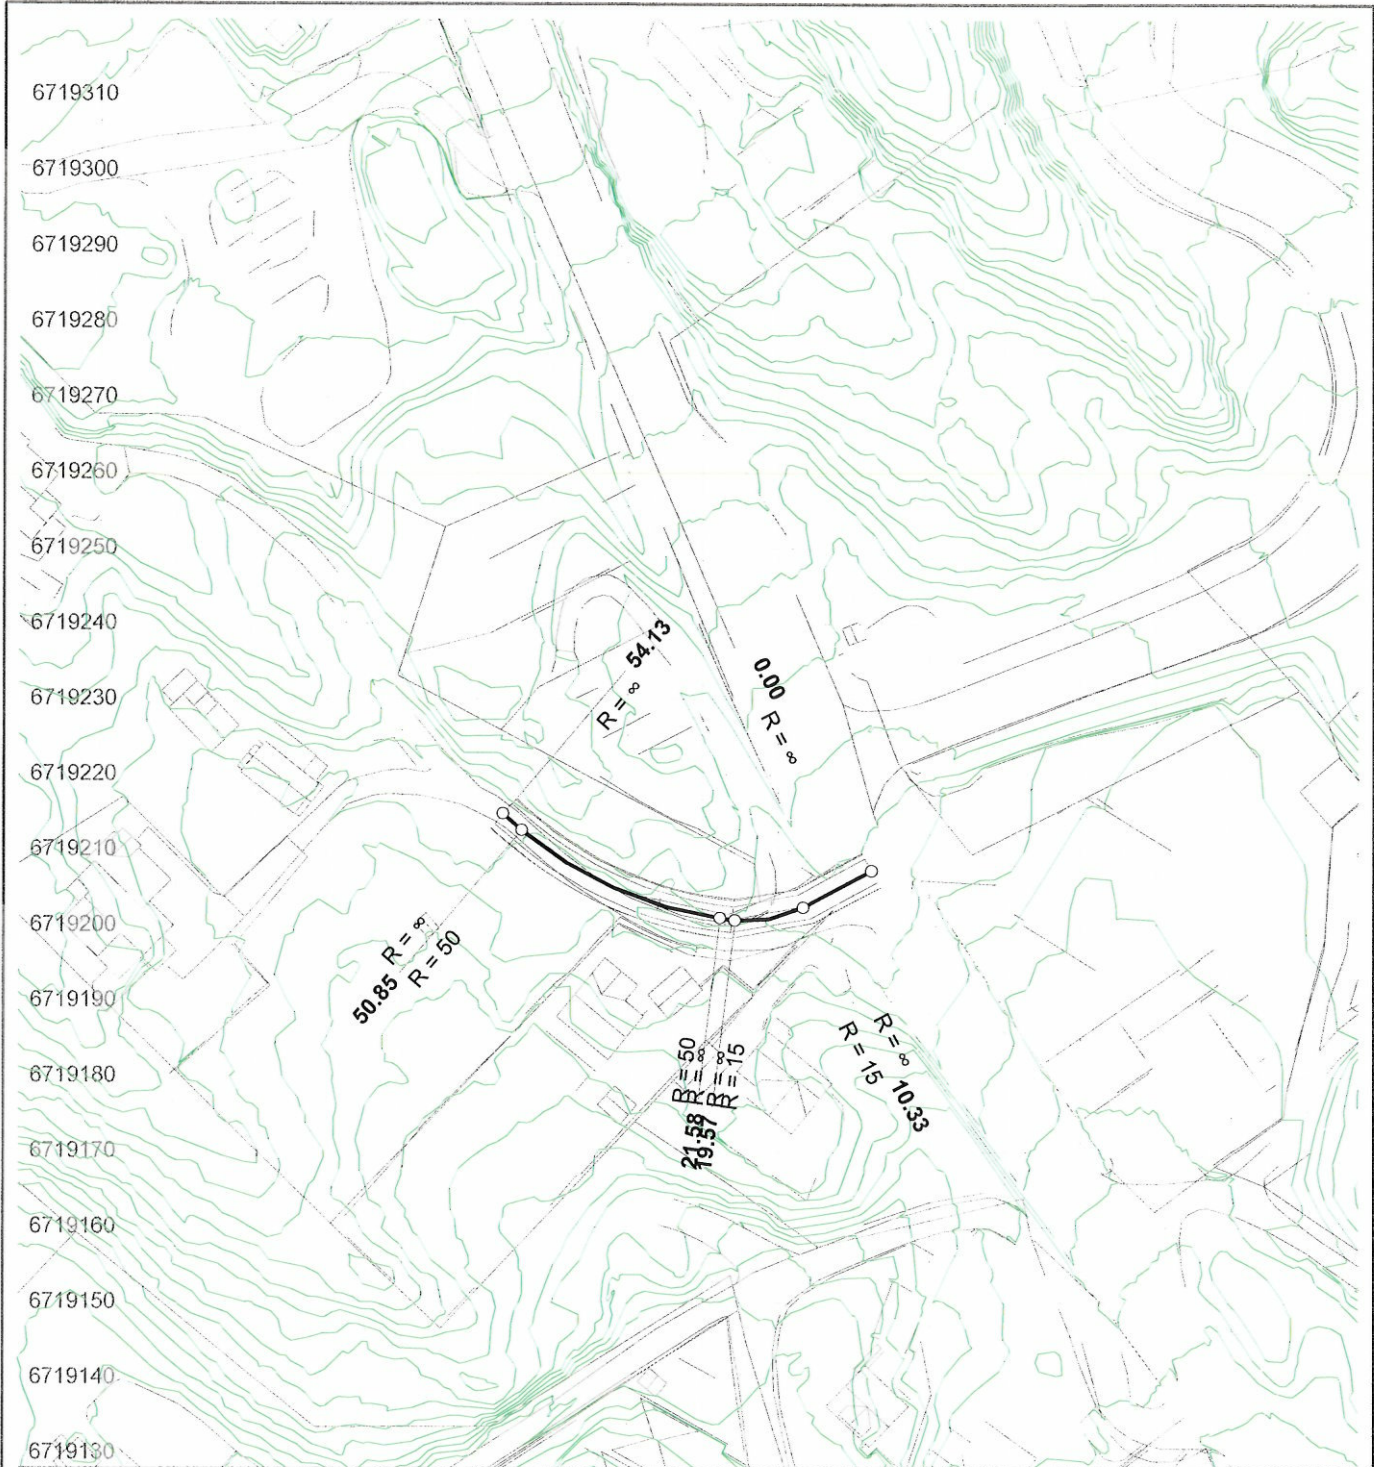 6719310
6719300
6719290
6719280
6719270
6719260
6719250
6719240
6719230
6719220
6719210
6719200
6719190
6719180
6719170
6719160
6719150
6719140
6719130
R = ∞ 54.13
0.00 R = ∞
50.85 R = ∞
R = 50
21.58 R = 50
R = ∞
19.57 R = ∞
R = 15
R = ∞ 10.33
R = 15